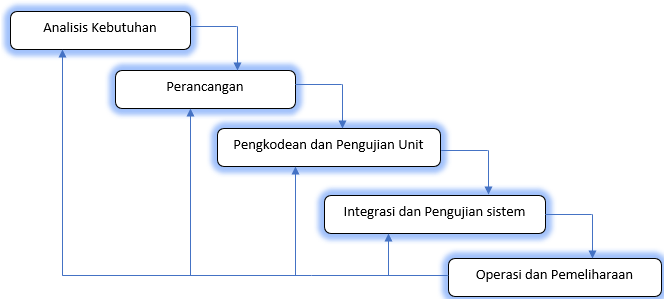 Analisis Kebutuhan
Perancangan
Pengkodean dan Pengujian Unit
Integrasi dan Pengujian sistem
Operasi dan Pemeliharaan